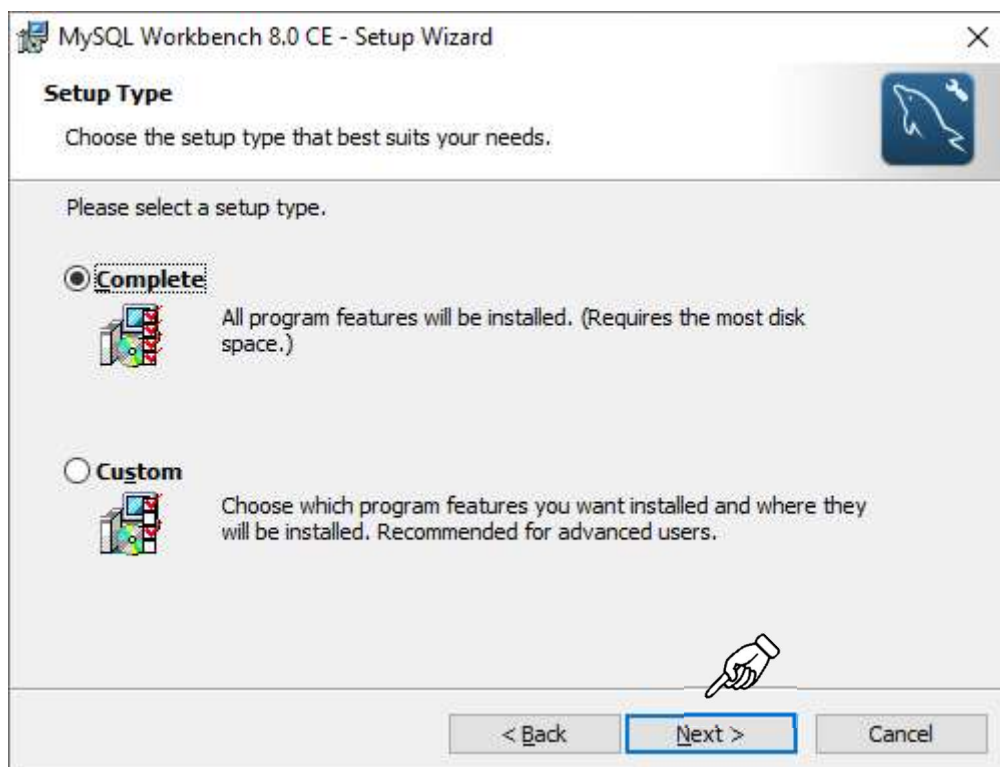 MySQL Workbench 8.0 CE - Setup Wizard
Setup Type
Choose the setup type that best suits your needs.
Please select a setup type.
Complete
All program features will be installed. (Requires the most disk
space.)
Custom
Choose which program features you want installed and where they
will be installed. Recommended for advanced users.
< Back
Next >
Cancel